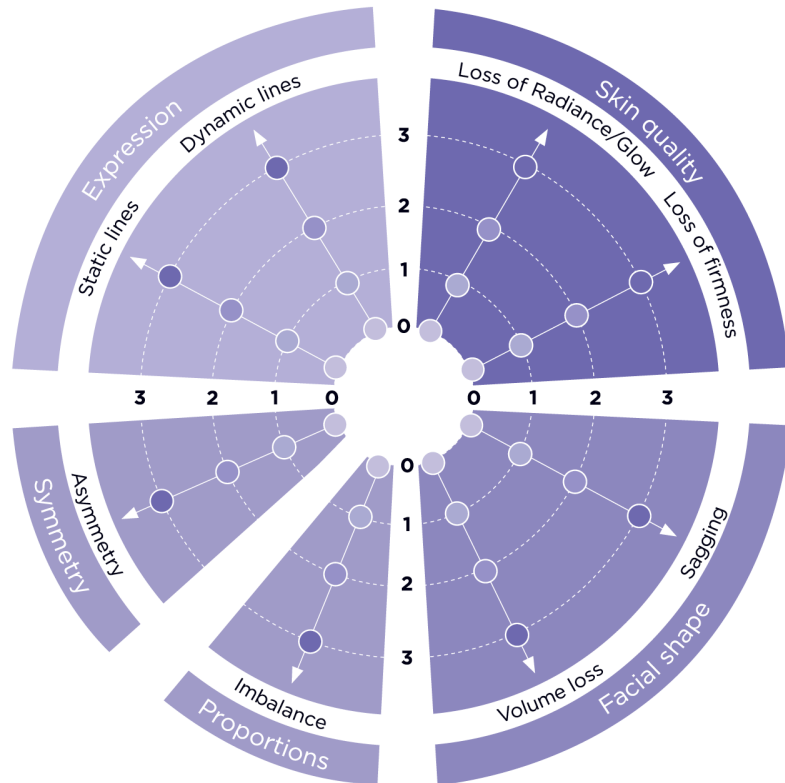 Expression
Dynamic lines
Static lines
Loss of Radiance/Glow
Skin quality
Loss of firmness
3
2
1
0
3 2 1 0
0 1 2 3
0
1
2
3
Symmetry
Asymmetry
Imbalance
Proportions
Volume loss
Sagging
Facial shape